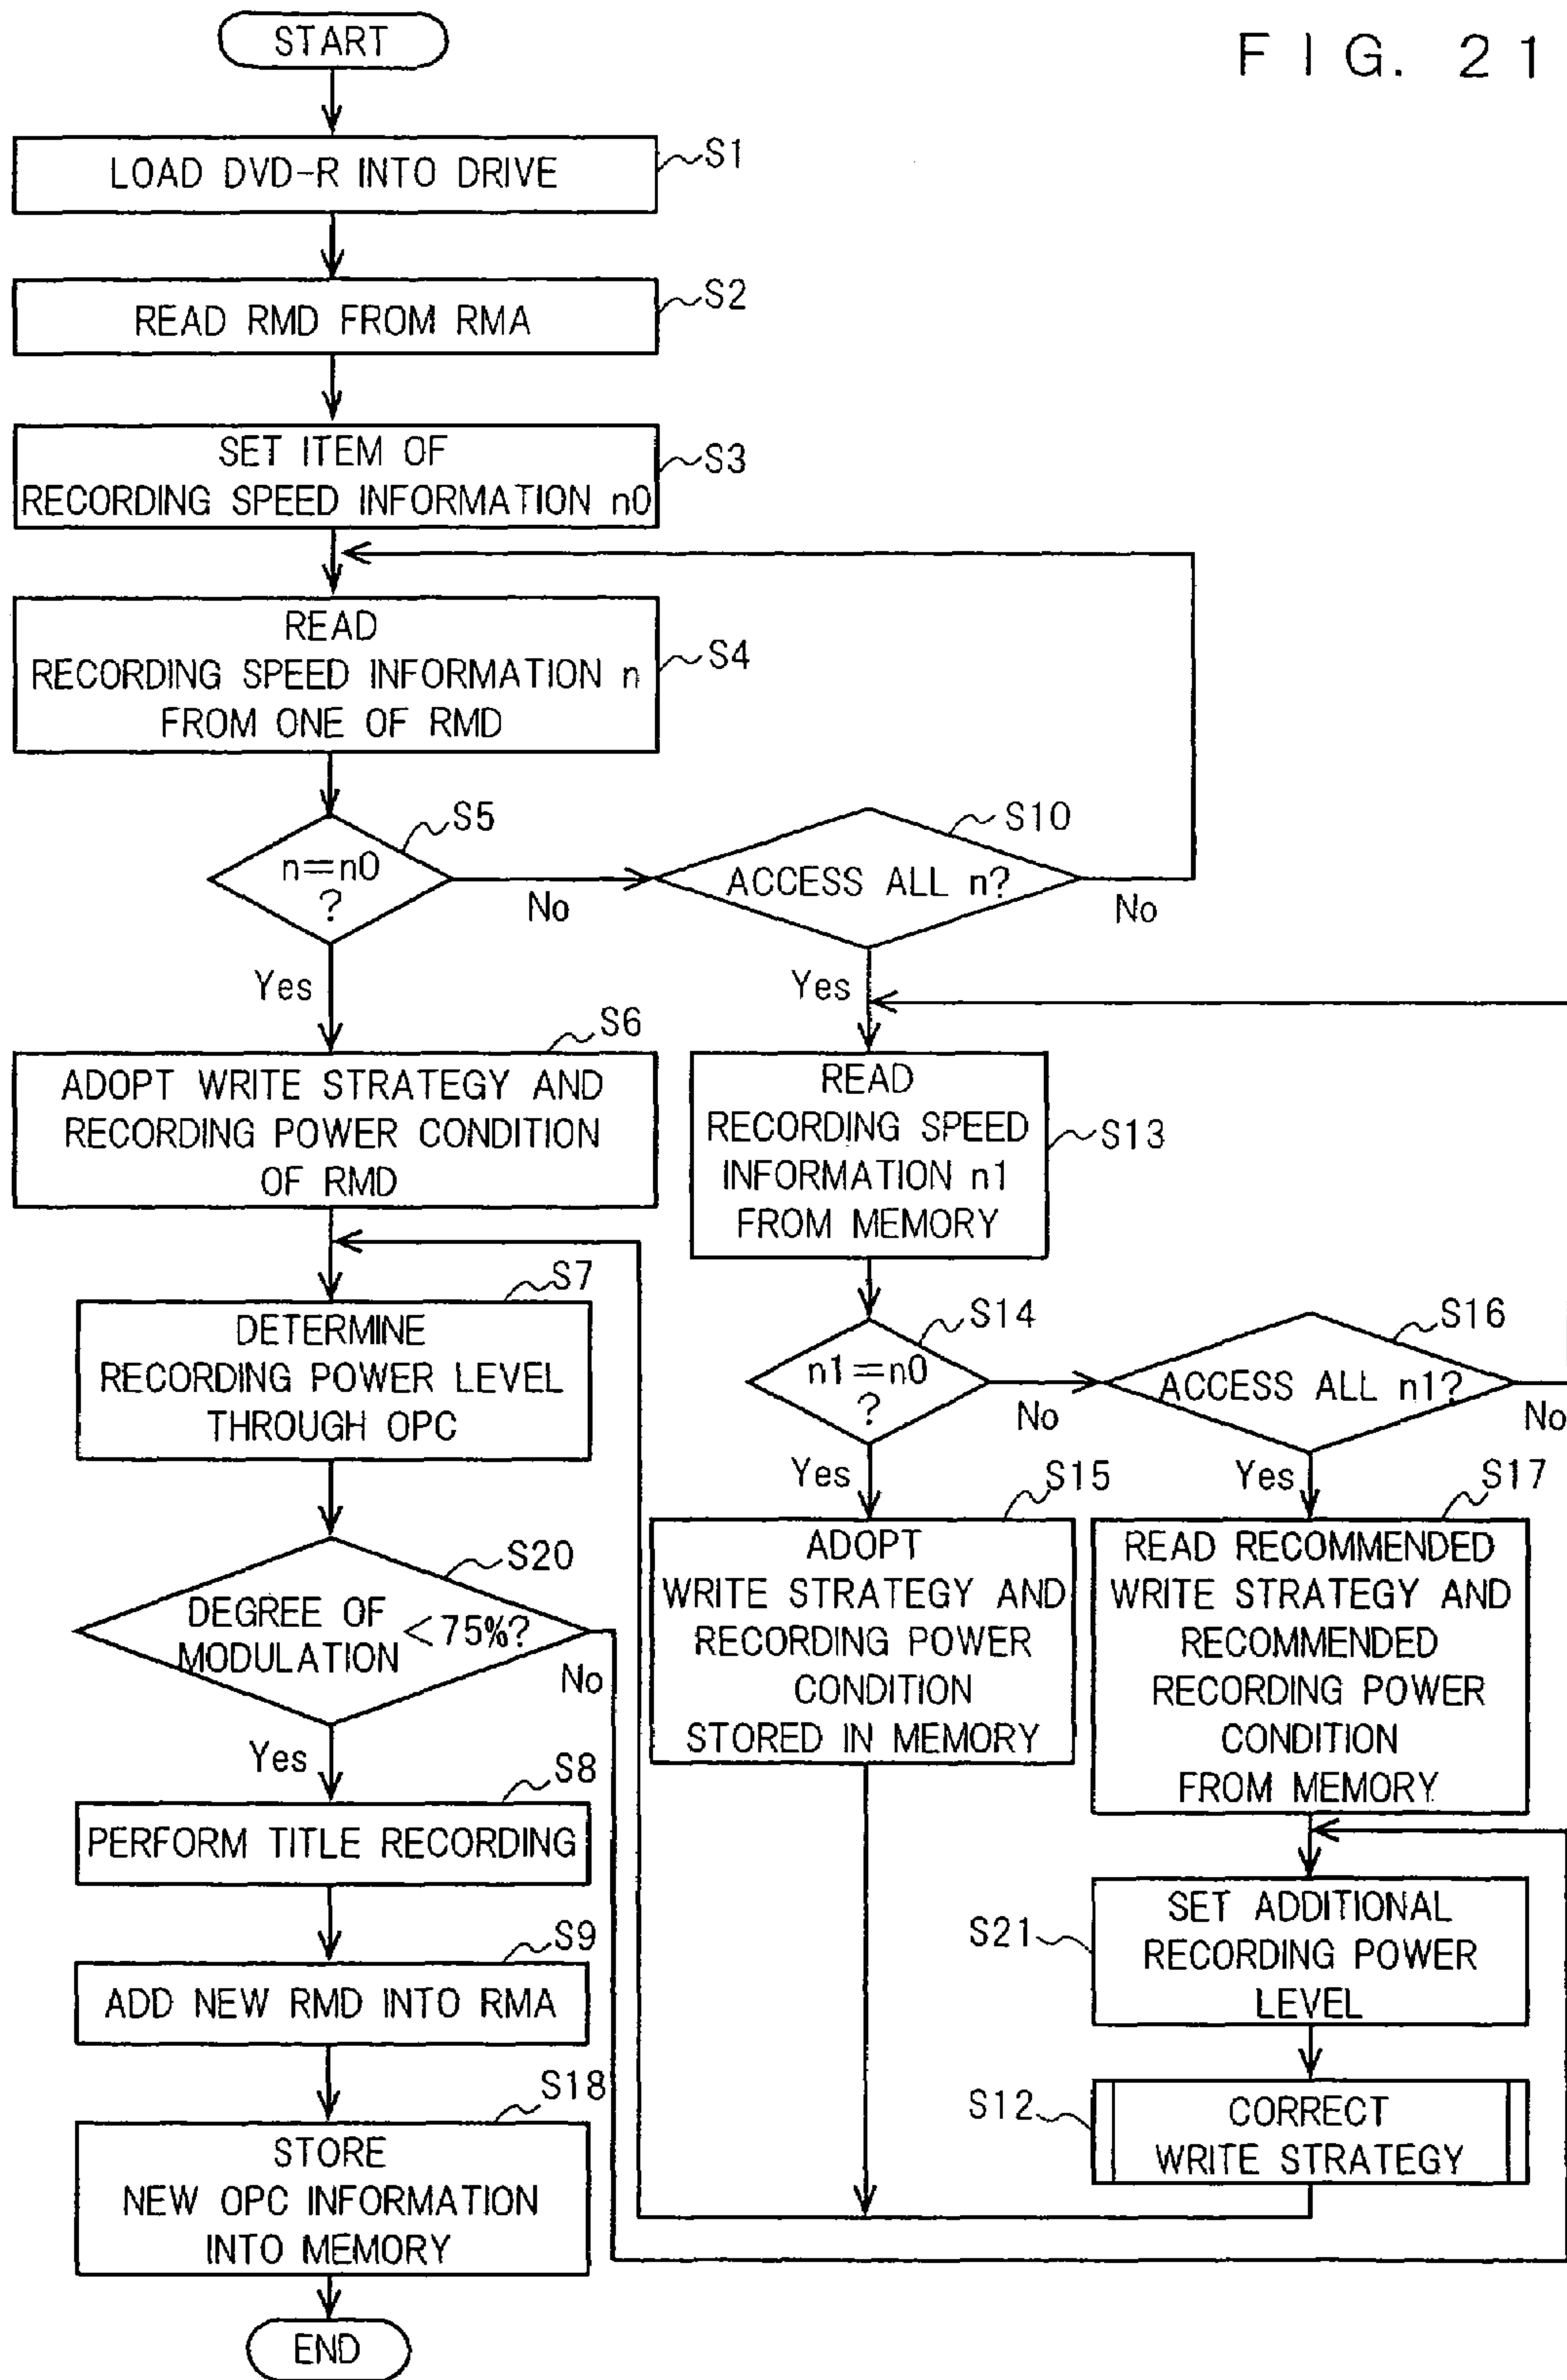 FIG. 21
START
LOAD DVD-R INTO DRIVE
S1
READ RMD FROM RMA
S2
SET ITEM OF
RECORDING SPEED INFORMATION n0
S3
READ
RECORDING SPEED INFORMATION n
FROM ONE OF RMD
S4
n=n0
?
S5
No
Yes
ACCESS ALL n?
S10
No
Yes
ADOPT WRITE STRATEGY AND
RECORDING POWER CONDITION
OF RMD
S6
READ
RECORDING SPEED
INFORMATION n1
FROM MEMORY
S13
DETERMINE
RECORDING POWER LEVEL
THROUGH OPC
S7
n1=n0
?
S14
No
Yes
ACCESS ALL n1?
S16
No
Yes
DEGREE OF
MODULATION <75%?
S20
No
Yes
ADOPT
WRITE STRATEGY AND
RECORDING POWER
CONDITION
STORED IN MEMORY
S15
READ RECOMMENDED
WRITE STRATEGY AND
RECOMMENDED
RECORDING POWER
CONDITION
FROM MEMORY
S17
PERFORM TITLE RECORDING
S8
SET ADDITIONAL
RECORDING POWER
LEVEL
S21
ADD NEW RMD INTO RMA
S9
CORRECT
WRITE STRATEGY
S12
STORE
NEW OPC INFORMATION
INTO MEMORY
S18
END